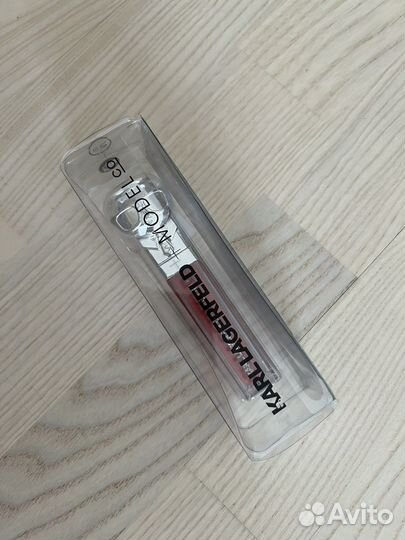 KARL LAGERFELD + MODELCO
Avito